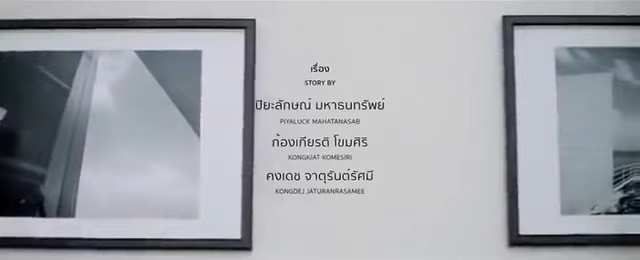 เรื่อง
STORY BY
ปิยะลักษณ์ มหาธนทรัพย์
PIYALUCK MAHATANASAB
ก้องเกียรติ โขมศิริ
KONGKIAT KOMESIRI
คงเดช จาตุรันต์รัศมี
KONGDEJ JATURANRASAMEE